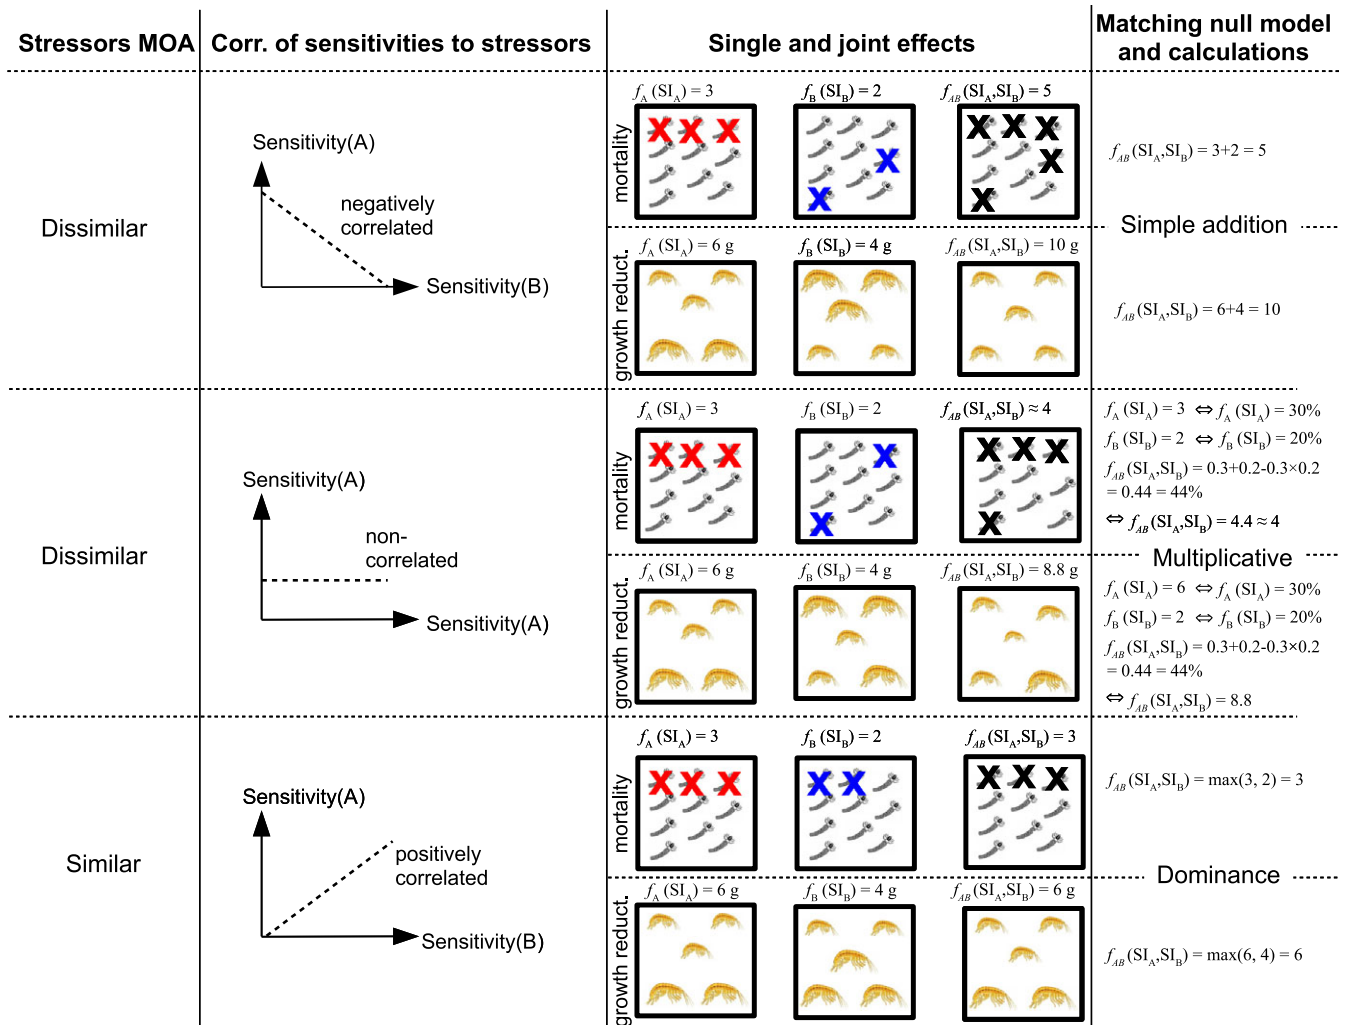 Stressors MOA
Corr. of sensitivities to stressors
Single and joint effects
Matching null model
and calculations
Dissimilar
Sensitivity(A)
negatively
correlated
Sensitivity(B)
mortality
f_A (SI_A) = 3
f_B (SI_B) = 2
f_AB (SI_A,SI_B) = 5
f_AB (SI_A,SI_B) = 3+2 = 5
Simple addition
growth reduct.
f_A (SI_A) = 6 g
f_B (SI_B) = 4 g
f_AB (SI_A,SI_B) = 10 g
f_AB (SI_A,SI_B) = 6+4 = 10
Dissimilar
Sensitivity(A)
non-
correlated
Sensitivity(A)
mortality
f_A (SI_A) = 3
f_B (SI_B) = 2
f_AB (SI_A,SI_B) ≈ 4
f_A (SI_A) = 3 ⇔ f_A (SI_A) = 30%
f_B (SI_B) = 2 ⇔ f_B (SI_B) = 20%
f_AB (SI_A,SI_B) = 0.3+0.2-0.3×0.2
= 0.44 = 44%
⇔ f_AB (SI_A,SI_B) = 4.4 ≈ 4
Multiplicative
growth reduct.
f_A (SI_A) = 6 g
f_B (SI_B) = 4 g
f_AB (SI_A,SI_B) = 8.8 g
f_A (SI_A) = 6 ⇔ f_A (SI_A) = 30%
f_B (SI_B) = 2 ⇔ f_B (SI_B) = 20%
f_AB (SI_A,SI_B) = 0.3+0.2-0.3×0.2
= 0.44 = 44%
⇔ f_AB (SI_A,SI_B) = 8.8
Similar
Sensitivity(A)
positively
correlated
Sensitivity(B)
mortality
f_A (SI_A) = 3
f_B (SI_B) = 2
f_AB (SI_A,SI_B) = 3
f_AB (SI_A,SI_B) = max(3, 2) = 3
Dominance
growth reduct.
f_A (SI_A) = 6 g
f_B (SI_B) = 4 g
f_AB (SI_A,SI_B) = 6 g
f_AB (SI_A,SI_B) = max(6, 4) = 6